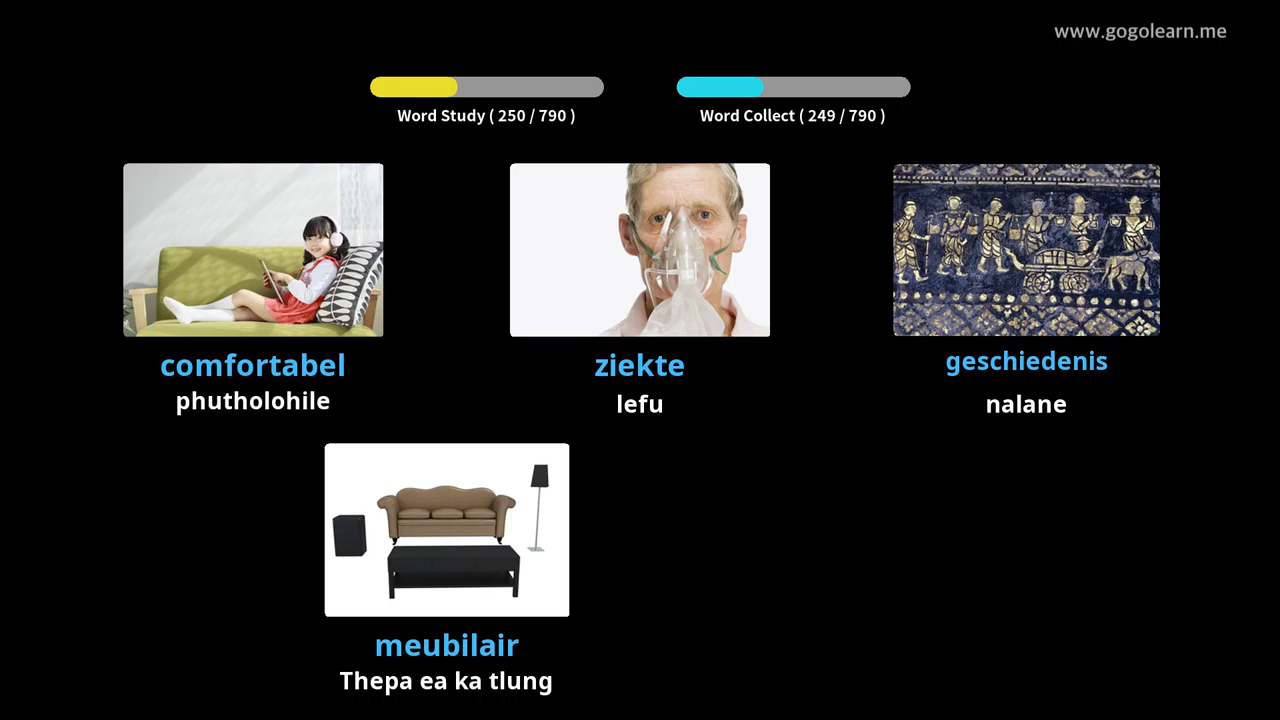 www.gogolearn.me
Word Study ( 250 / 790 )
Word Collect ( 249 / 790 )
comfortabel
phutholohile
ziekte
lefu
geschiedenis
nalane
meubilair
Thepa ea ka tlung